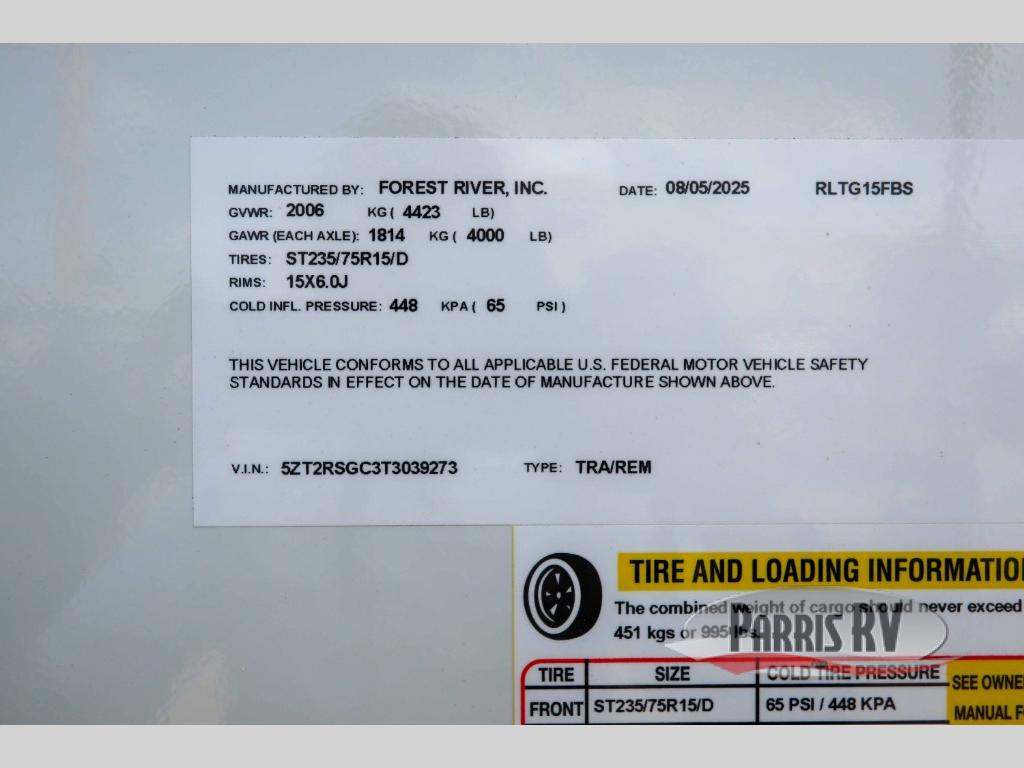 MANUFACTURED BY: FOREST RIVER, INC. DATE: 08/05/2025 RLTG15FBS
GVWR: 2006 KG ( 4423 LB)
GAWR (EACH AXLE): 1814 KG ( 4000 LB)
TIRES: ST235/75R15/D
RIMS: 15X6.0J
COLD INFL. PRESSURE: 448 KPA ( 65 PSI )
THIS VEHICLE CONFORMS TO ALL APPLICABLE U.S. FEDERAL MOTOR VEHICLE SAFETY
STANDARDS IN EFFECT ON THE DATE OF MANUFACTURE SHOWN ABOVE.
V.I.N.: 5ZT2RSGC3T3039273 TYPE: TRA/REM
TIRE AND LOADING INFORMATIO
The combined weight of cargo should never exceed
451 kgs or 995 lbs.
PARRIS RV
TIRE SIZE COLD TIRE PRESSURE SEE OWNE
FRONT ST235/75R15/D 65 PSI / 448 KPA MANUAL F